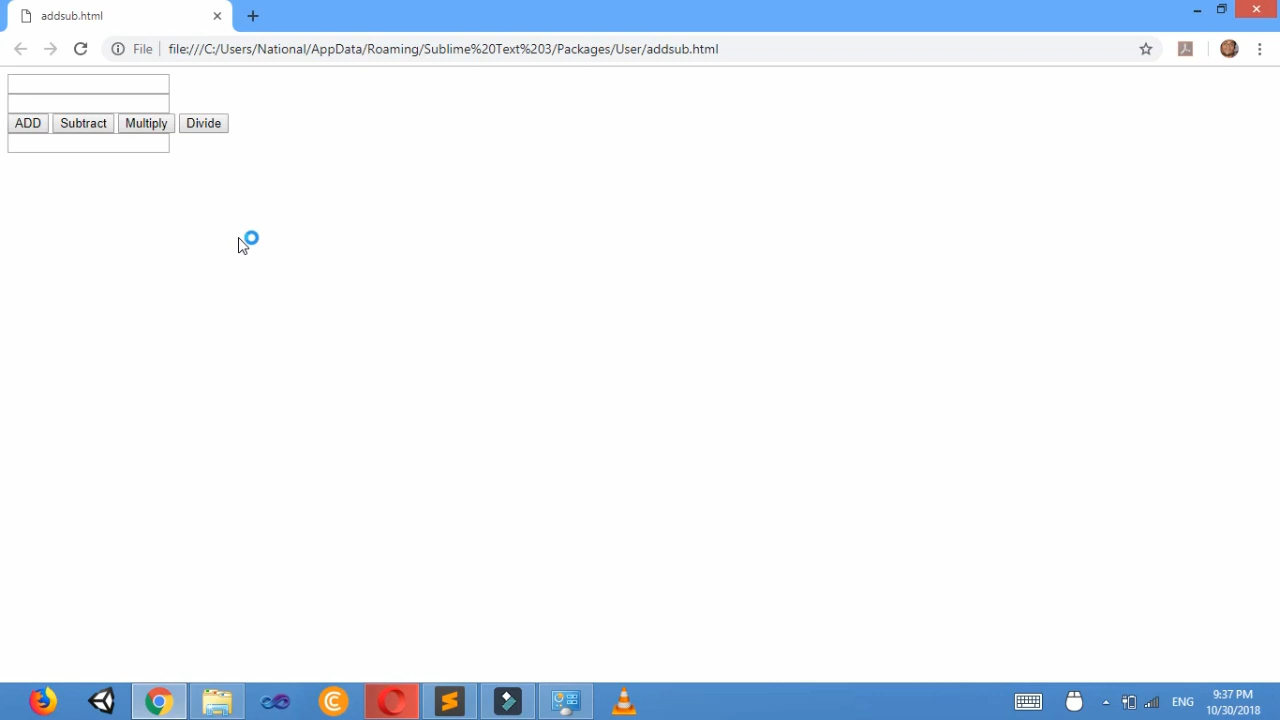 addsub.html
File file:///C:/Users/National/AppData/Roaming/Sublime%20Text%203/Packages/User/addsub.html
ADD Subtract Multiply Divide
ENG 9:37 PM
10/30/2018